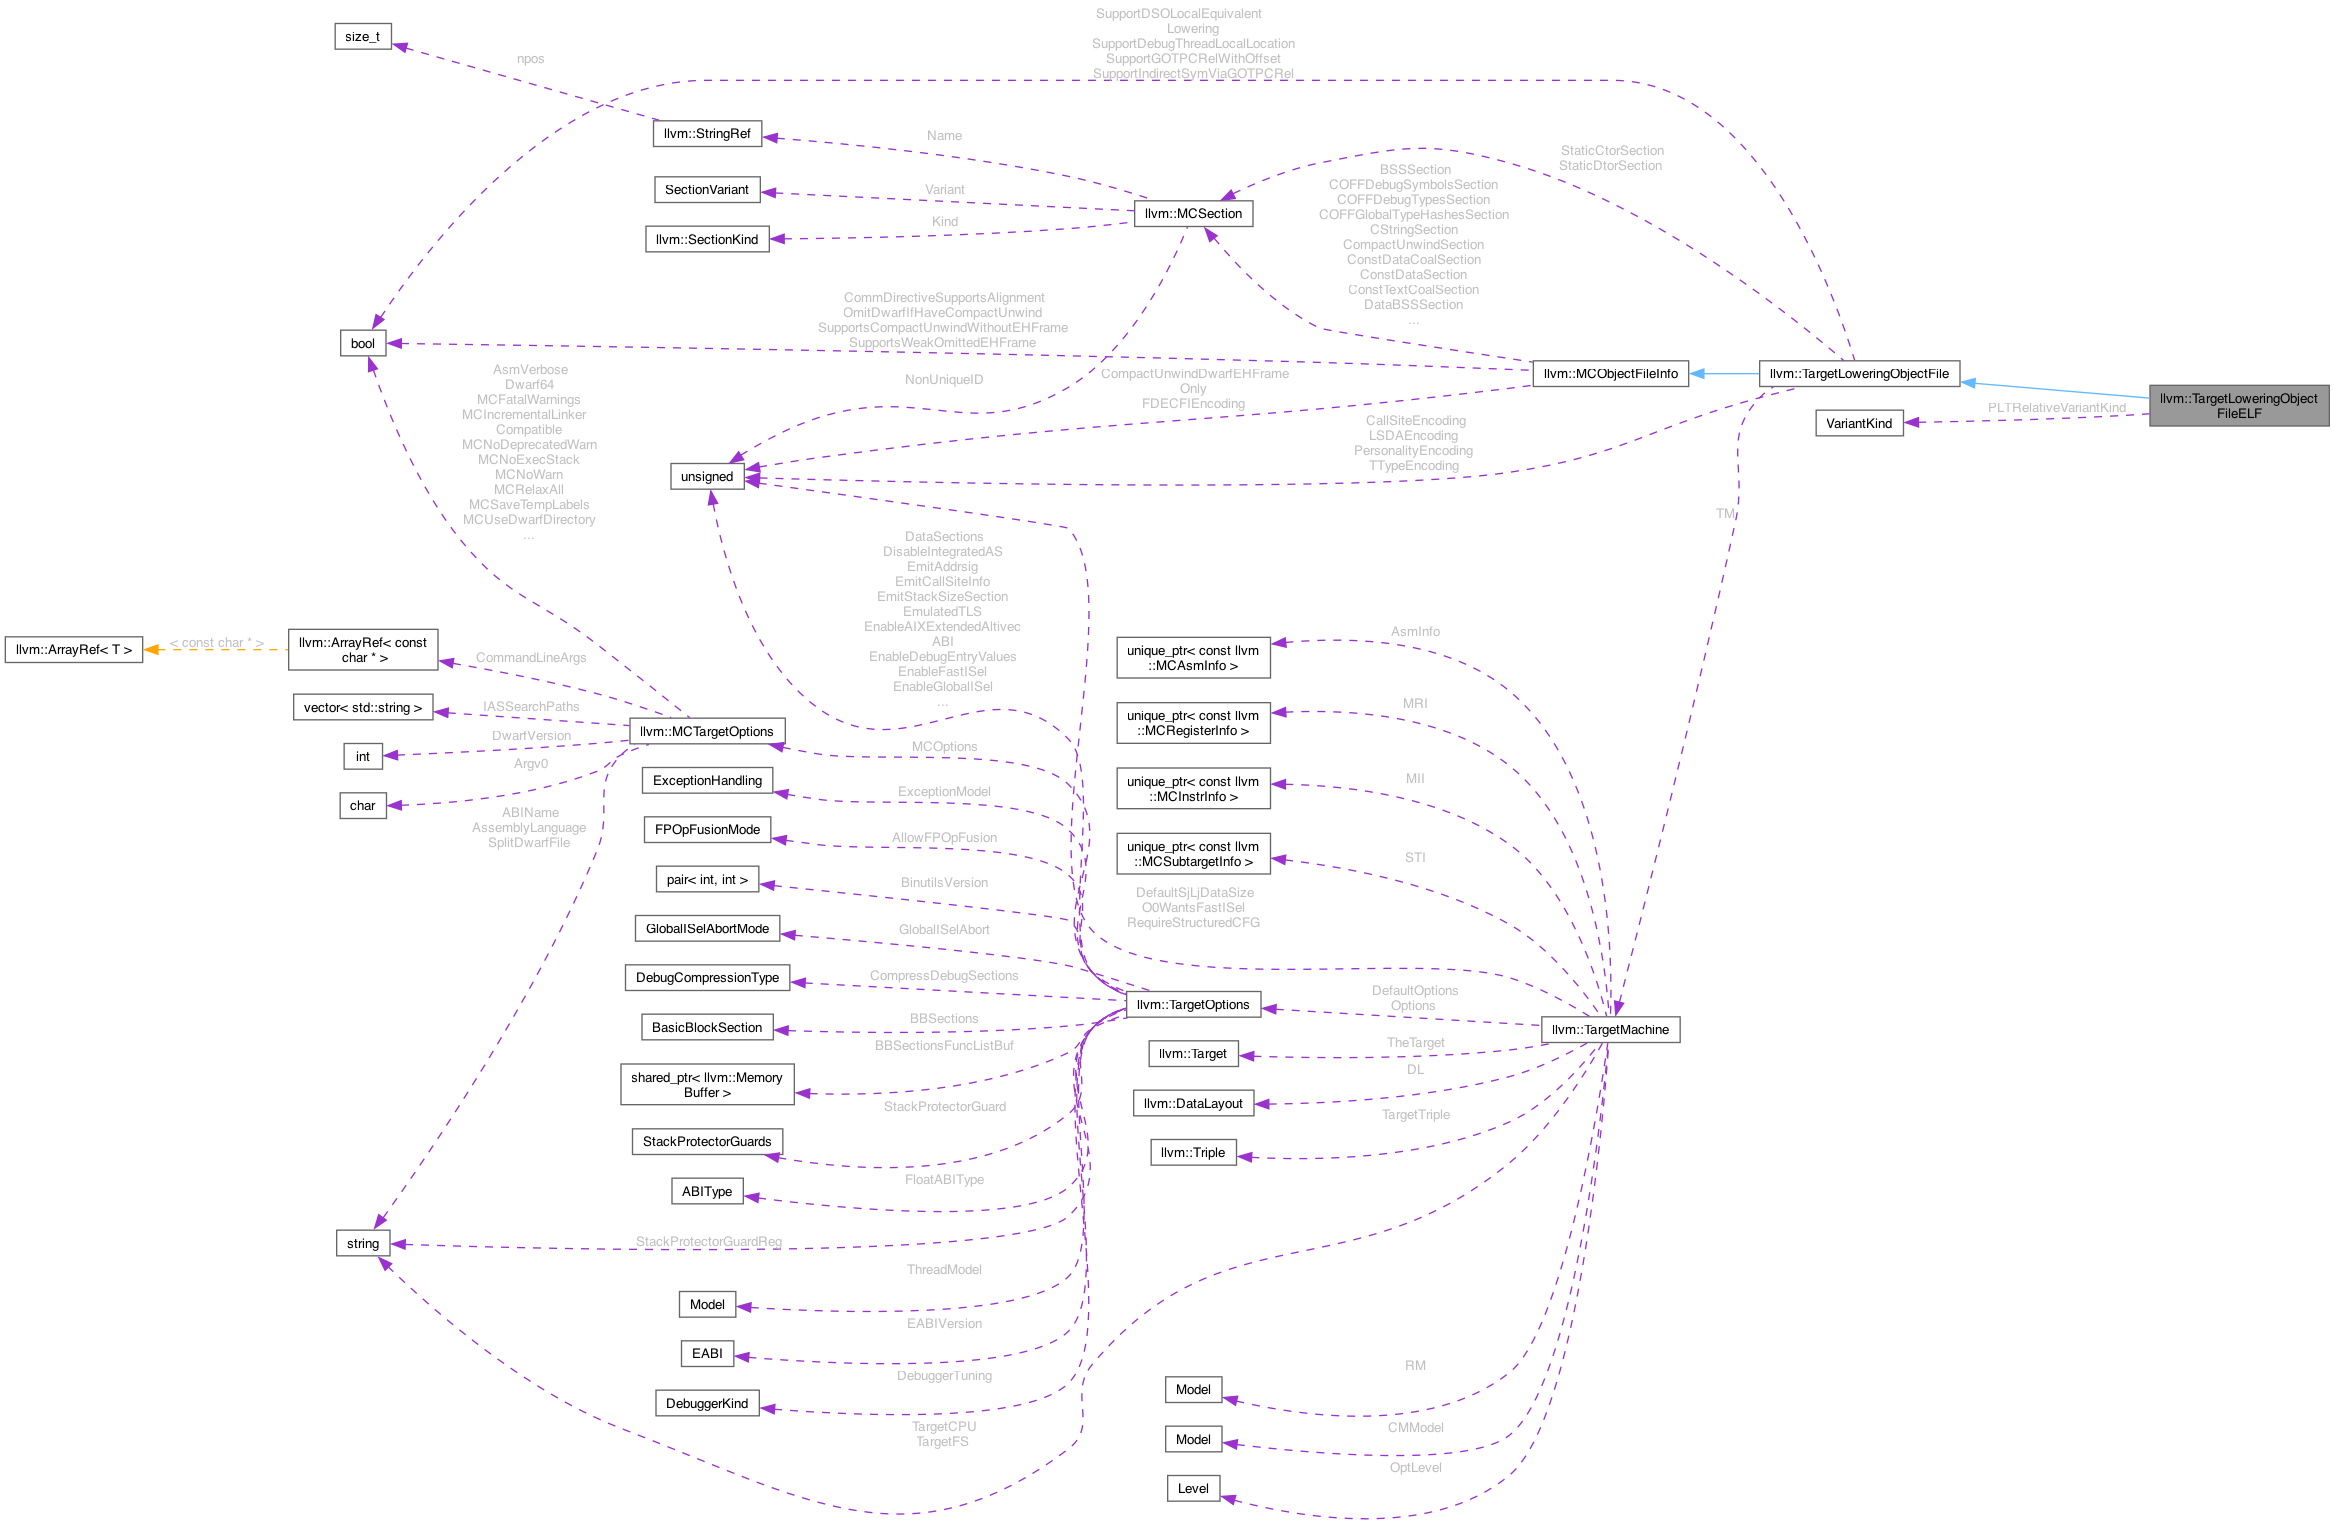 SupportDSOLocalEquivalent
Lowering
SupportDebugThreadLocalLocation
SupportGOTPCRelWithOffset
SupportIndirectSymViaGOTPCRel
size_t
npos
llvm::StringRef
Name
StaticCtorSection
StaticDtorSection
SectionVariant
Variant
llvm::MCSection
llvm::SectionKind
Kind
BSSSection
COFFDebugSymbolsSection
COFFDebugTypesSection
COFFGlobalTypeHashesSection
CStringSection
CompactUnwindSection
ConstDataCoalSection
ConstDataSection
ConstTextCoalSection
DataBSSSection
...
CommDirectiveSupportsAlignment
OmitDwarfIfHaveCompactUnwind
SupportsCompactUnwindWithoutEHFrame
SupportsWeakOmittedEHFrame
bool
llvm::MCObjectFileInfo
llvm::TargetLoweringObjectFile
llvm::TargetLoweringObject
FileELF
PLTRelativeVariantKind
VariantKind
NonUniqueID
CompactUnwindDwarfEHFrame
Only
FDECFIEncoding
CallSiteEncoding
LSDAEncoding
PersonalityEncoding
TTypeEncoding
unsigned
TM
AsmVerbose
Dwarf64
MCFatalWarnings
MCIncrementalLinker
Compatible
MCNoDeprecatedWarn
MCNoExecStack
MCNoWarn
MCRelaxAll
MCSaveTempLabels
MCUseDwarfDirectory
...
DataSections
DisableIntegratedAS
EmitAddrsig
EmitCallSiteInfo
EmitStackSizeSection
EmulatedTLS
EnableAIXExtendedAltivec
ABI
EnableDebugEntryValues
EnableFastISel
EnableGlobalISel
...
llvm::ArrayRef< T >
< const char * >
llvm::ArrayRef< const
char * >
CommandLineArgs
vector< std::string >
IASSearchPaths
int
DwarfVersion
char
Argv0
ABIName
AssemblyLanguage
SplitDwarfFile
llvm::MCTargetOptions
MCOptions
unique_ptr< const llvm
::MCAsmInfo >
AsmInfo
unique_ptr< const llvm
::MCRegisterInfo >
MRI
unique_ptr< const llvm
::MCInstrInfo >
MII
unique_ptr< const llvm
::MCSubtargetInfo >
STI
ExceptionHandling
ExceptionModel
FPOpFusionMode
AllowFPOpFusion
pair< int, int >
BinutilsVersion
DefaultSjLjDataSize
O0WantsFastISel
RequireStructuredCFG
GlobalISelAbortMode
GlobalISelAbort
DebugCompressionType
CompressDebugSections
llvm::TargetOptions
DefaultOptions
Options
llvm::TargetMachine
BasicBlockSection
BBSections
BBSectionsFuncListBuf
shared_ptr< llvm::Memory
Buffer >
llvm::Target
TheTarget
llvm::DataLayout
DL
llvm::Triple
TargetTriple
StackProtectorGuards
StackProtectorGuard
ABIType
FloatABIType
string
StackProtectorGuardReg
Model
ThreadModel
EABI
EABIVersion
DebuggerKind
DebuggerTuning
TargetCPU
TargetFS
Model
RM
Model
CMModel
Level
OptLevel